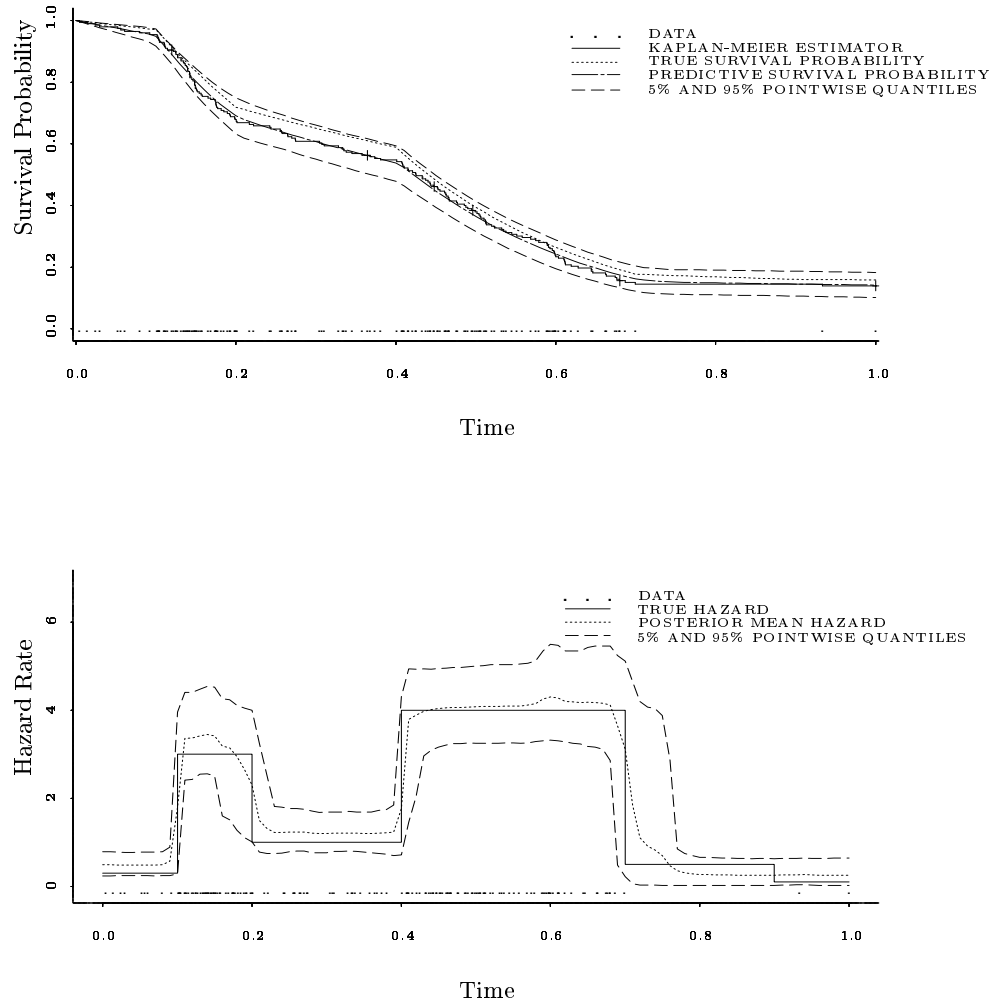 DATA
KAPLAN-MEIER ESTIMATOR
TRUE SURVIVAL PROBABILITY
PREDICTIVE SURVIVAL PROBABILITY
5% AND 95% POINTWISE QUANTILES
Survival Probability
1.0
0.8
0.6
0.4
0.2
0.0
0.0 0.2 0.4 0.6 0.8 1.0
Time
DATA
TRUE HAZARD
POSTERIOR MEAN HAZARD
5% AND 95% POINTWISE QUANTILES
Hazard Rate
6
4
2
0
0.0 0.2 0.4 0.6 0.8 1.0
Time